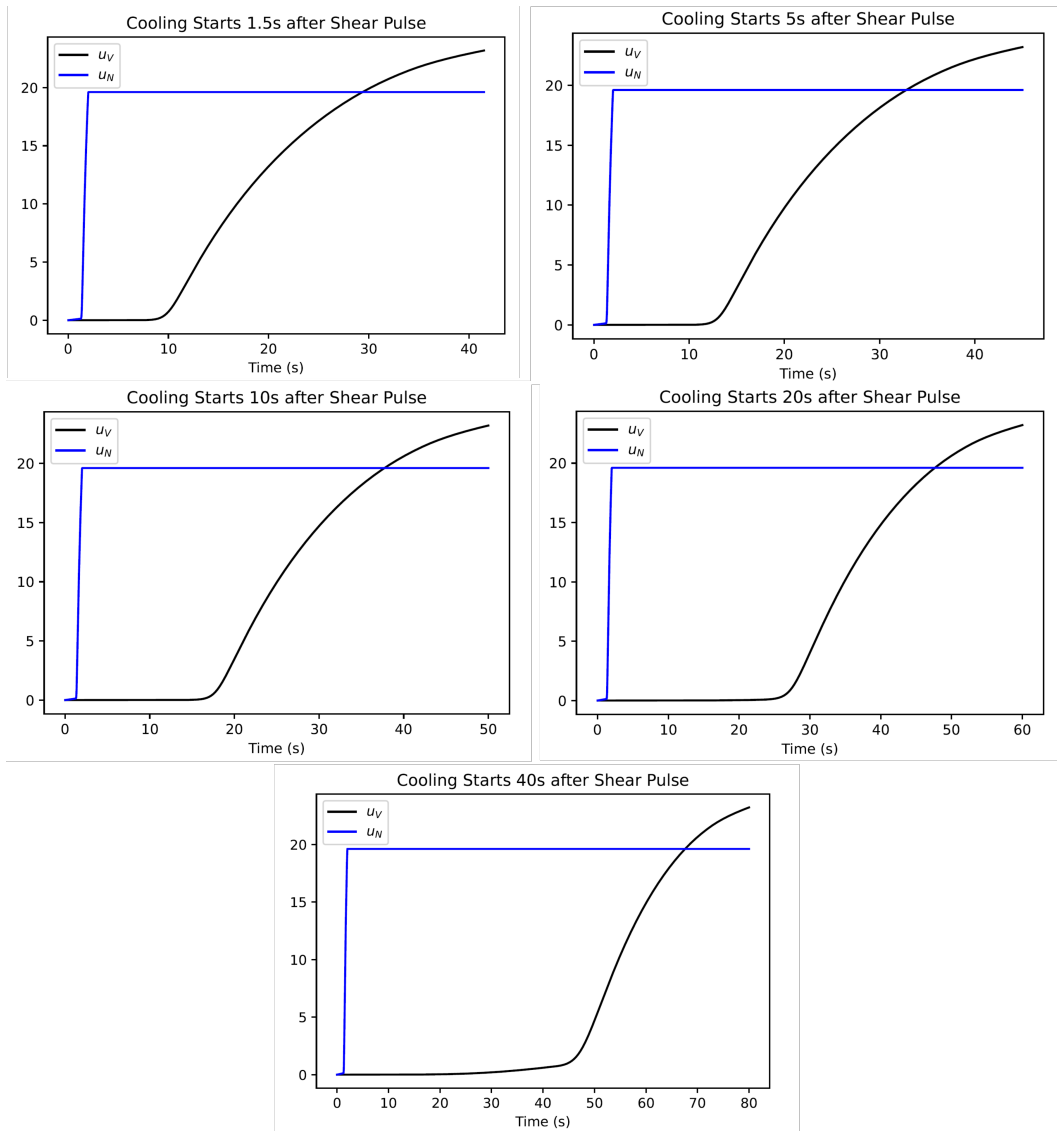 Cooling Starts 1.5s after Shear Pulse
u_V
u_N
20
15
10
5
0
0 10 20 30 40
Time (s)
Cooling Starts 5s after Shear Pulse
u_V
u_N
20
15
10
5
0
0 10 20 30 40
Time (s)
Cooling Starts 10s after Shear Pulse
u_V
u_N
20
15
10
5
0
0 10 20 30 40 50
Time (s)
Cooling Starts 20s after Shear Pulse
u_V
u_N
20
15
10
5
0
0 10 20 30 40 50 60
Time (s)
Cooling Starts 40s after Shear Pulse
u_V
u_N
20
15
10
5
0
0 10 20 30 40 50 60 70 80
Time (s)